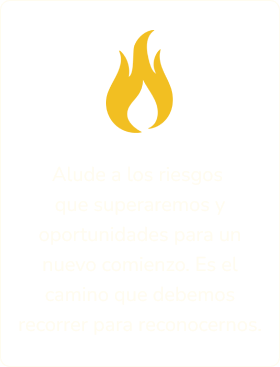 Alude a los riesgos
que superaremos y
oportunidades para un
nuevo comienzo. Es el
camino que debemos
recorrer para reconocernos.